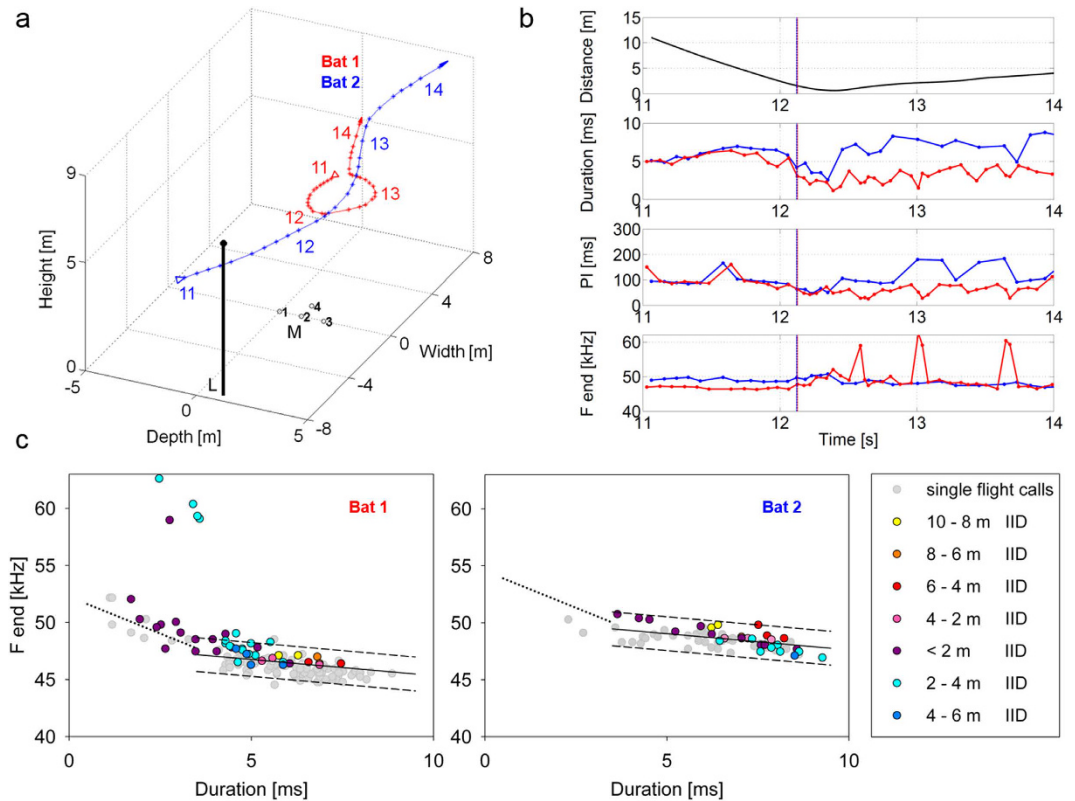 a
Bat 1
Bat 2
14
14
13
11
13
12
12
11
9
5
0
Height [m]
-5
0
5
Depth [m]
-8
-4
0
4
8
Width [m]
L
M
1
2
3
4
b
Distance [m]
15
10
5
0
11
12
13
14
Duration [ms]
10
5
0
11
12
13
14
PI [ms]
300
200
100
0
11
12
13
14
F end [kHz]
60
50
40
11
12
13
14
Time [s]
c
F end [kHz]
60
55
50
45
40
0
5
10
Duration [ms]
Bat 1
60
55
50
45
40
0
5
10
Duration [ms]
Bat 2
single flight calls
10 - 8 m IID
8 - 6 m IID
6 - 4 m IID
4 - 2 m IID
< 2 m IID
2 - 4 m IID
4 - 6 m IID